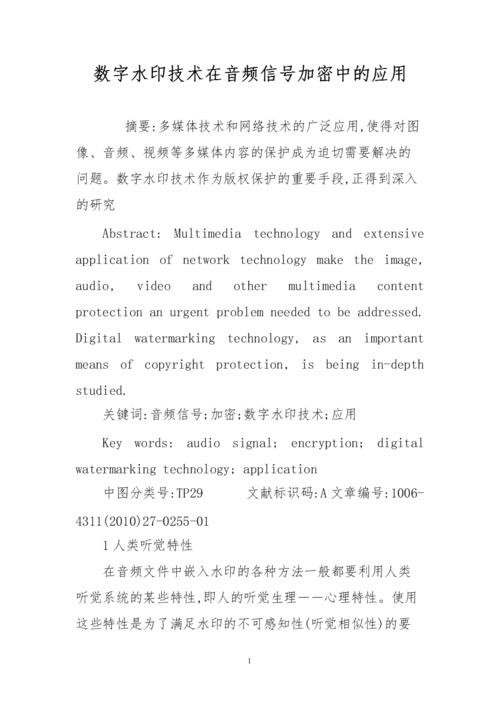 数字水印技术在音频信号加密中的应用
摘要:多媒体技术和网络技术的广泛应用,使得对图
像、音频、视频等多媒体内容的保护成为迫切需要解决的
问题。数字水印技术作为版权保护的重要手段,正得到深入
的研究
Abstract: Multimedia technology and extensive
application of network technology make the image,
audio, video and other multimedia content
protection an urgent problem needed to be addressed.
Digital watermarking technology, as an important
means of copyright protection, is being in-depth
studied.
关键词:音频信号;加密;数字水印技术;应用
Key words: audio signal; encryption; digital
watermarking technology; application
中图分类号:TP29 文献标识码:A 文章编号:1006-
4311(2010)27-0255-01
1 人类听觉特性
在音频文件中嵌入水印的各种方法一般都要利用人类
听觉系统的某些特性,即人的听觉生理――心理特性。使用
这些特性是为了满足水印的不可感知性(听觉相似性)的要
1